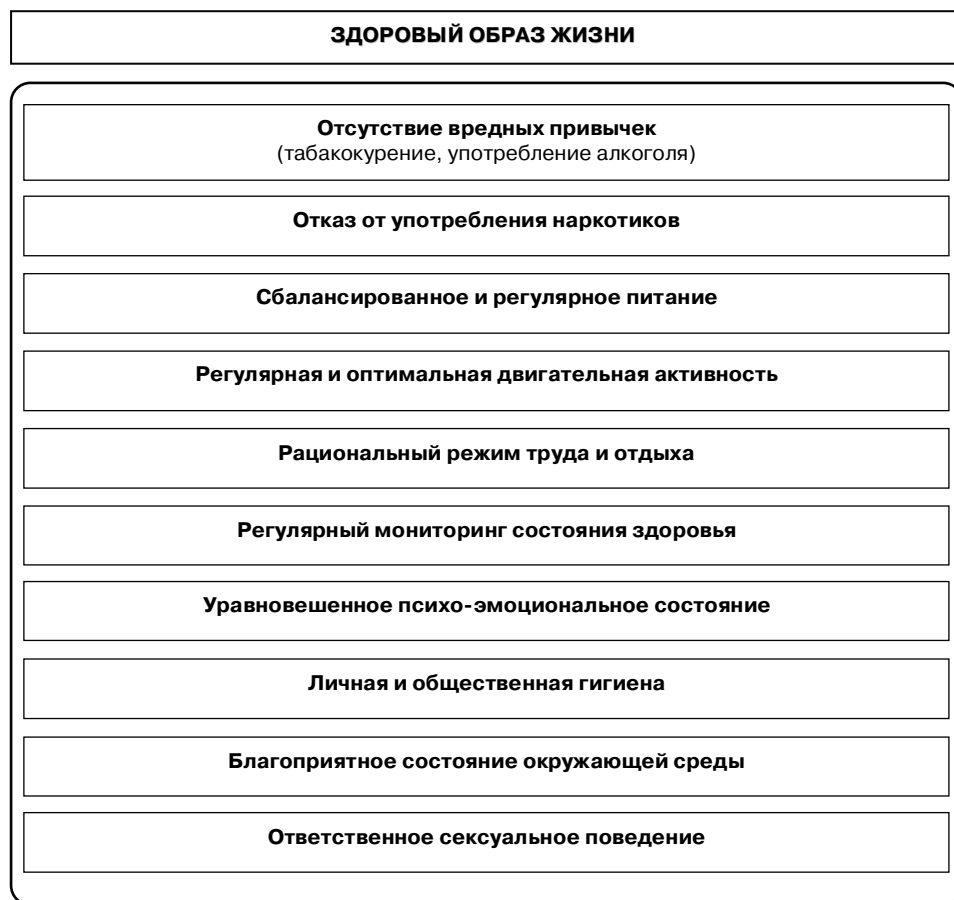 ЗДОРОВЫЙ ОБРАЗ ЖИЗНИ
Отсутствие вредных привычек
(табакокурение, употребление алкоголя)
Отказ от употребления наркотиков
Сбалансированное и регулярное питание
Регулярная и оптимальная двигательная активность
Рациональный режим труда и отдыха
Регулярный мониторинг состояния здоровья
Уравновешенное психо-эмоциональное состояние
Личная и общественная гигиена
Благоприятное состояние окружающей среды
Ответственное сексуальное поведение